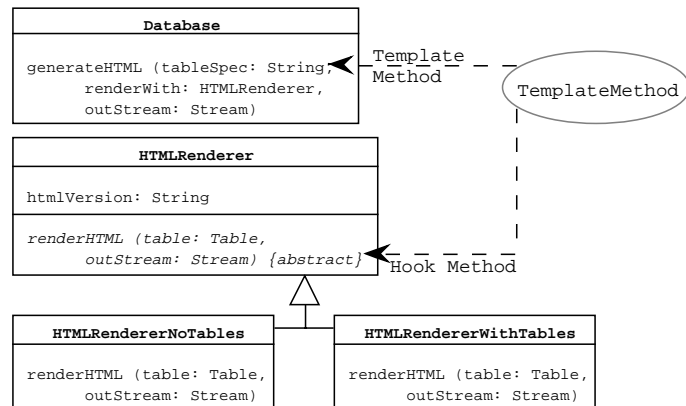 Database
generateHTML (tableSpec: String,
renderWith: HTMLRenderer,
outStream: Stream)
Template
Method
TemplateMethod
HTMLRenderer
htmlVersion: String
renderHTML (table: Table,
outStream: Stream) {abstract}
Hook Method
HTMLRendererNoTables
renderHTML (table: Table,
outStream: Stream)
HTMLRendererWithTables
renderHTML (table: Table,
outStream: Stream)